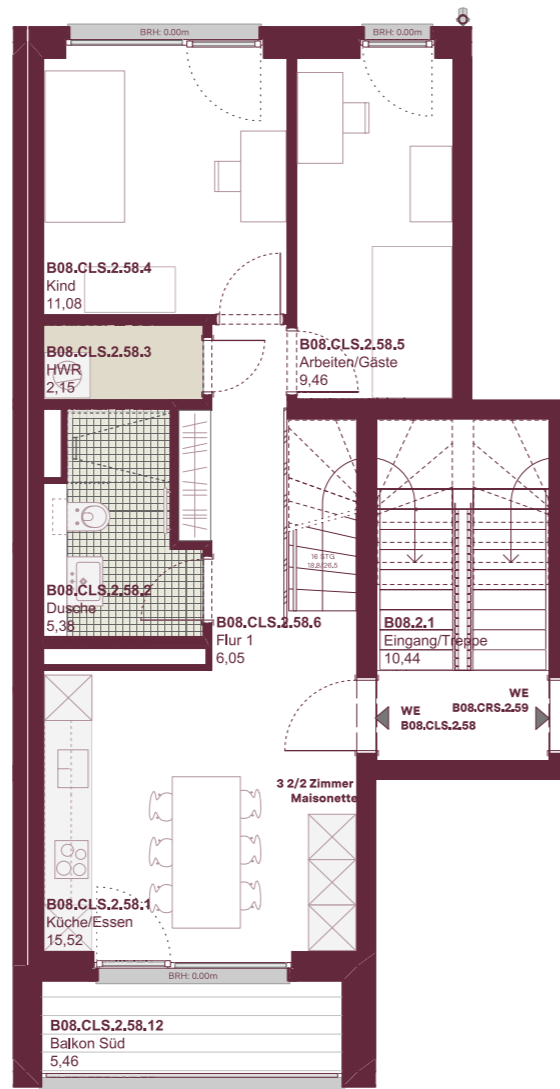 BRH: 0.00m
BRH: 0.00m
B08.CLS.2.58.4
Kind
11,08
B08.CLS.2.58.3
HWR
2,15
B08.CLS.2.58.5
Arbeiten/Gäste
9,46
16 STG
18,8/26,5
B08.CLS.2.58.2
Dusche
5,38
B08.CLS.2.58.6
Flur 1
6,05
B08.2.1
Eingang/Treppe
10,44
WE
B08.CRS.2.59
WE
B08.CLS.2.58
3 2/2 Zimmer
Maisonette
B08.CLS.2.58.1
Küche/Essen
15,52
BRH: 0.00m
B08.CLS.2.58.12
Balkon Süd
5,46